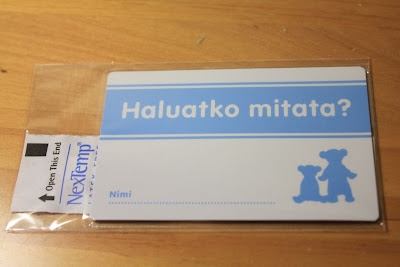 Haluatko mitata?
Nimi
Open This End
NexTemp®